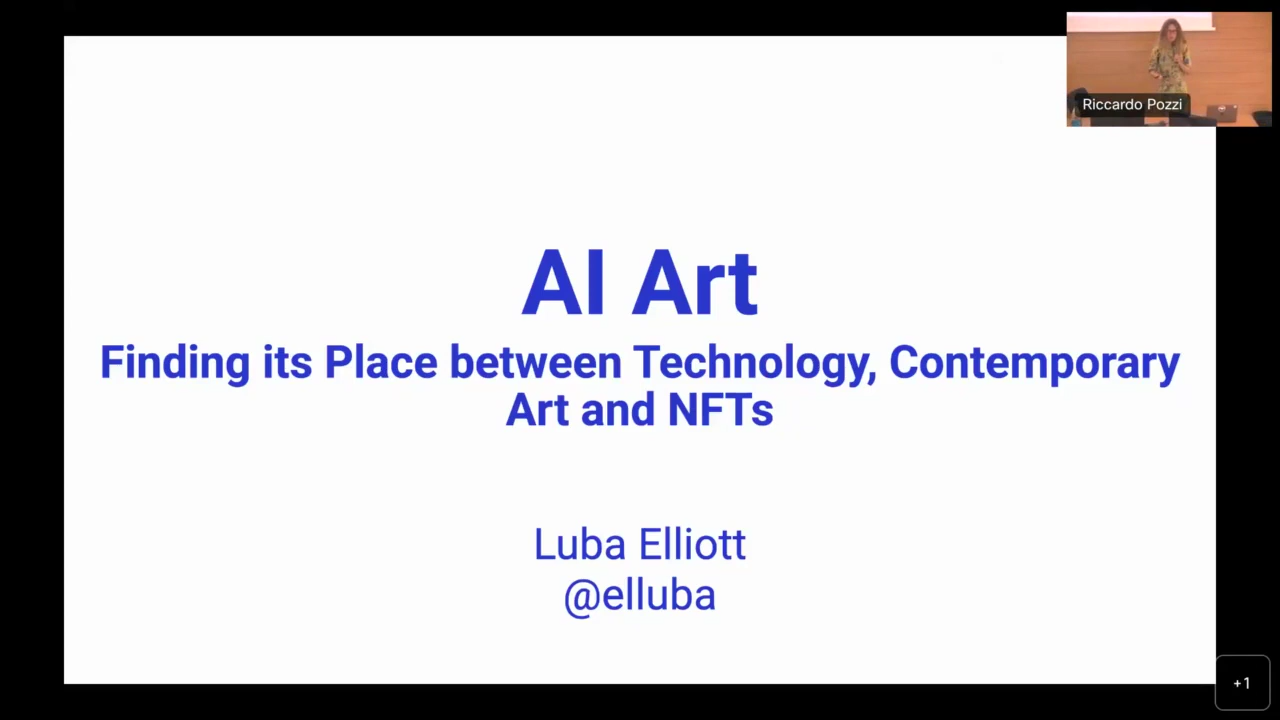 Riccardo Pozzi
AI Art
Finding its Place between Technology, Contemporary
Art and NFTs
Luba Elliott
@elluba
+1